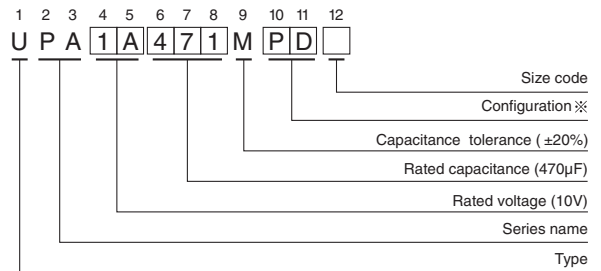 1 2 3 4 5 6 7 8 9 10 11 12
U P A 1 A 4 7 1 M P D
Size code
Configuration ※
Capacitance tolerance ( ±20%)
Rated capacitance (470µF)
Rated voltage (10V)
Series name
Type